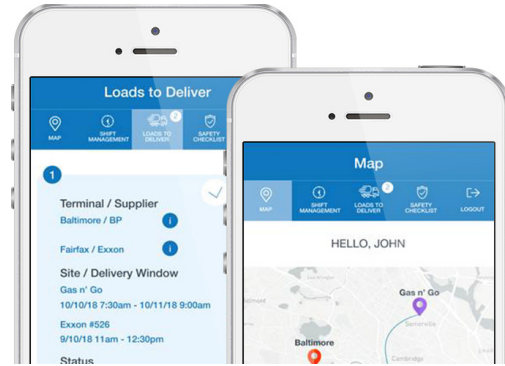 Loads to Deliver
MAP
SHIFT
MANAGEMENT
LOADS TO
DELIVER
2
SAFETY
CHECKLIST
1
Terminal / Supplier
Baltimore / BP
i
Fairfax / Exxon
i
Site / Delivery Window
Gas n' Go
10/10/18 7:30am - 10/11/18 9:00am
Exxon #526
9/10/18 11am - 12:30pm
Status
Map
MAP
SHIFT
MANAGEMENT
LOADS TO
DELIVER
2
SAFETY
CHECKLIST
LOGOUT
HELLO, JOHN
Gas n' Go
Somerville
Baltimore
Cambridge